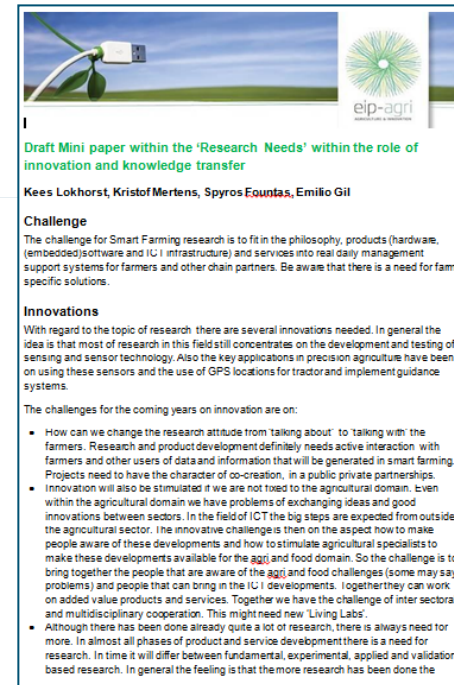 eip-agri
AGRICULTURE & INNOVATION
Draft Mini paper within the 'Research Needs' within the role of
innovation and knowledge transfer
Kees Lokhorst, Kristof Mertens, Spyros Fountas, Emilio Gil
Challenge
The challenge for Smart Farming research is to fit in the philosophy, products (hardware,
(embedded)software and ICT infrastructure) and services into real daily management
support systems for farmers and other chain partners. Be aware that there is a need for farm
specific solutions.
Innovations
With regard to the topic of research there are several innovations needed. In general the
idea is that most of research in this field still concentrates on the development and testing of
sensing and sensor technology. Also the key applications in precision agriculture have been
on using these sensors and the use of GPS locations for tractor and implement guidance
systems.
The challenges for the coming years on innovation are on:
• How can we change the research attitude from 'talking about' to 'talking with' the
farmers. Research and product development definitely needs active interaction with
farmers and other users of data and information that will be generated in smart farming.
Projects need to have the character of co-creation, in a public private partnerships.
• Innovation will also be stimulated if we are not fixed to the agricultural domain. Even
within the agricultural domain we have problems of exchanging ideas and good
innovations between sectors. In the field of ICT the big steps are expected from outside
the agricultural sector. The innovative challenge is then on the aspect how to make
people aware of these developments and how to stimulate agricultural specialists to
make these developments available for the agri and food domain. So the challenge is to
bring together the people that are aware of the agri and food challenges (some may say
problems) and people that can bring in the ICT developments. Together they can work
on added value products and services. Together we have the challenge of inter sectora
and multidisciplinary cooperation. This might need new 'Living Labs'.
• Although there has been done already quite a lot of research, there is always need for
more. In almost all phases of product and service development there is a need for
research. In time it will differ between fundamental, experimental, applied and validation
based research. In general the feeling is that the more research has been done the